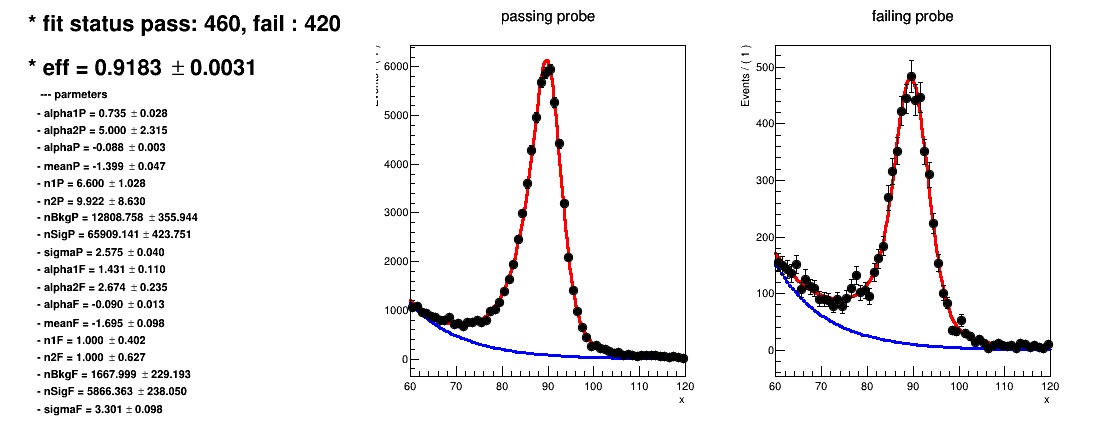 * fit status pass: 460, fail : 420
* eff = 0.9183 ± 0.0031
--- parmeters
- alpha1P = 0.735 ± 0.028
- alpha2P = 5.000 ± 2.315
- alphaP = -0.088 ± 0.003
- meanP = -1.399 ± 0.047
- n1P = 6.600 ± 1.028
- n2P = 9.922 ± 8.630
- nBkgP = 12808.758 ± 355.944
- nSigP = 65909.141 ± 423.751
- sigmaP = 2.575 ± 0.040
- alpha1F = 1.431 ± 0.110
- alpha2F = 2.674 ± 0.235
- alphaF = -0.090 ± 0.013
- meanF = -1.695 ± 0.098
- n1F = 1.000 ± 0.402
- n2F = 1.000 ± 0.627
- nBkgF = 1667.999 ± 229.193
- nSigF = 5866.363 ± 238.050
- sigmaF = 3.301 ± 0.098
passing probe
6000
5000
4000
3000
2000
1000
0
60 70 80 90 100 110 120
x
failing probe
Events / ( 1 )
500
400
300
200
100
0
60 70 80 90 100 110 120
x